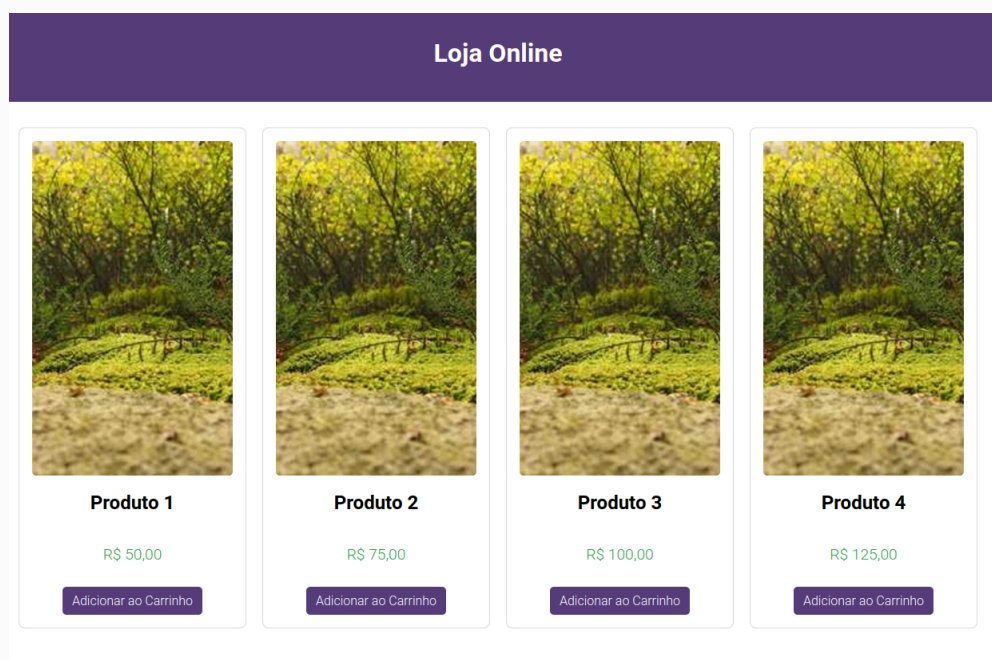 Loja Online
Produto 1
R$ 50,00
Adicionar ao Carrinho
Produto 2
R$ 75,00
Adicionar ao Carrinho
Produto 3
R$ 100,00
Adicionar ao Carrinho
Produto 4
R$ 125,00
Adicionar ao Carrinho